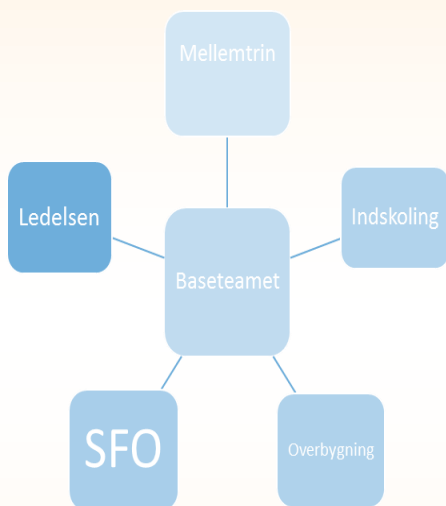 Mellemtrin
Ledelsen
Indskoling
Baseteamet
SFO
Overbygning